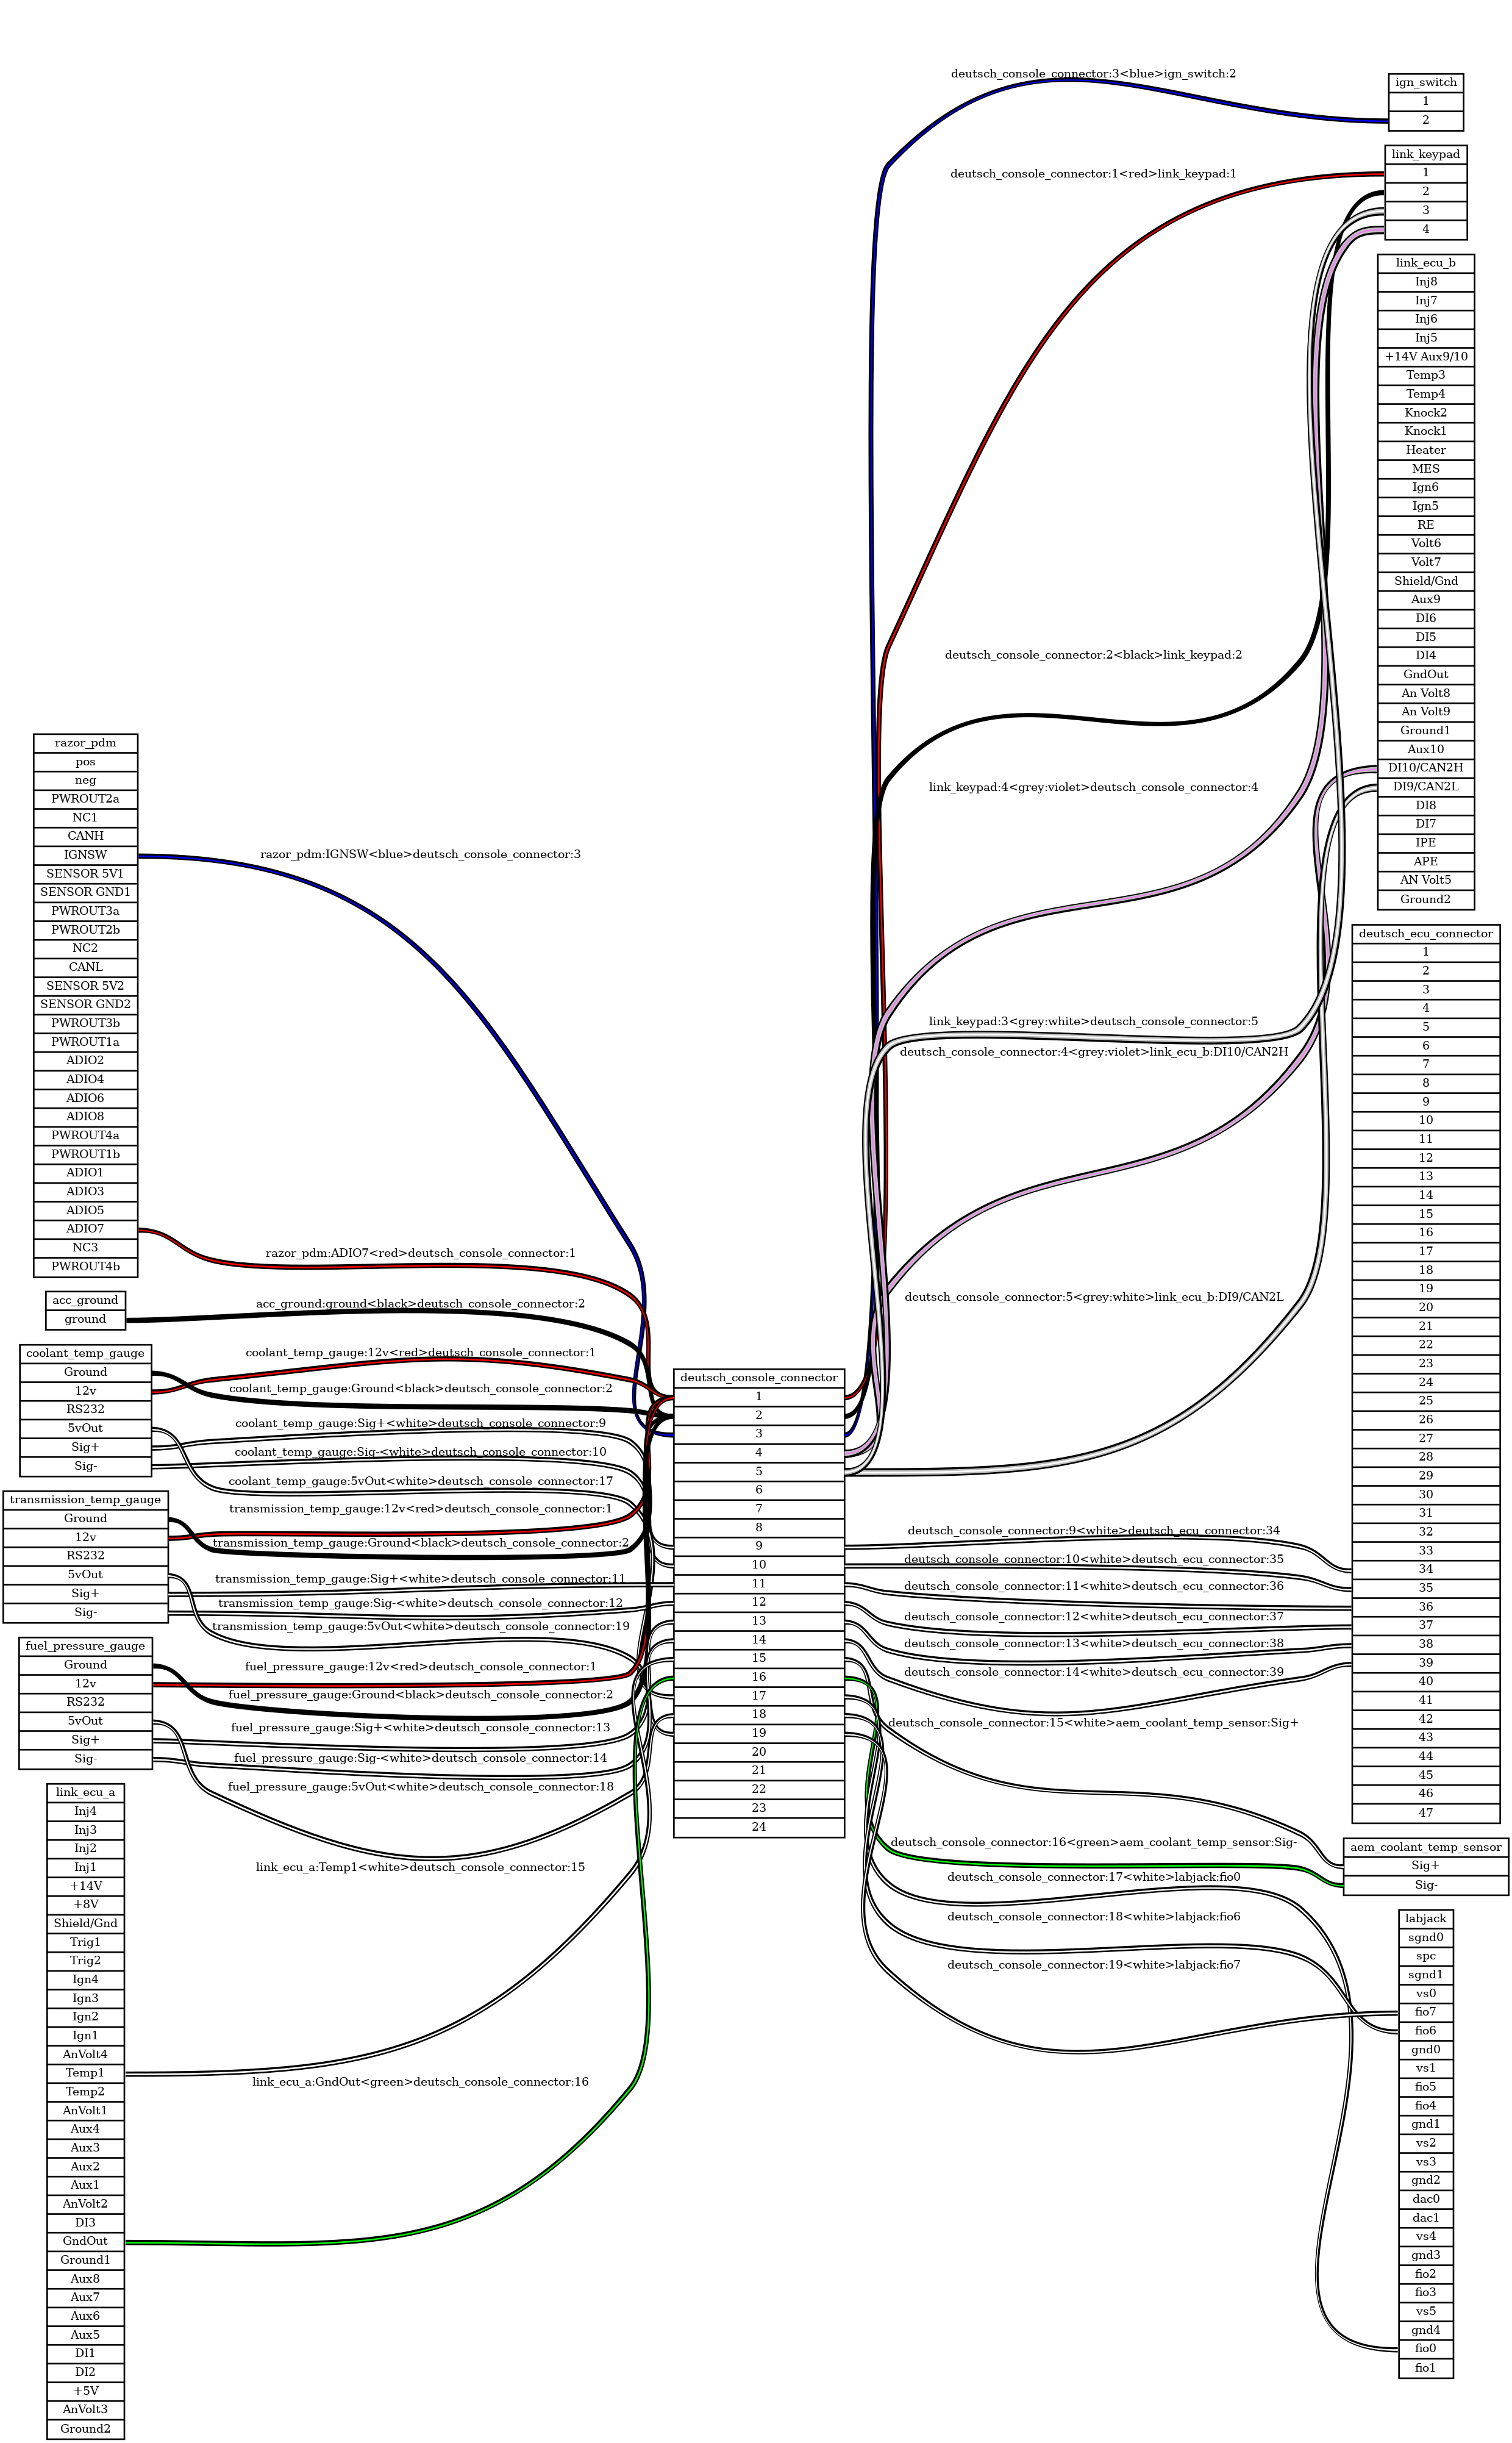 razor_pdm
pos
neg
PWROUT2a
NC1
CANH
IGNSW
SENSOR 5V1
SENSOR GND1
PWROUT3a
PWROUT2b
NC2
CANL
SENSOR 5V2
SENSOR GND2
PWROUT3b
PWROUT1a
ADIO2
ADIO4
ADIO6
ADIO8
PWROUT4a
PWROUT1b
ADIO1
ADIO3
ADIO5
ADIO7
NC3
PWROUT4b
acc_ground
ground
coolant_temp_gauge
Ground
12v
RS232
5vOut
Sig+
Sig-
transmission_temp_gauge
Ground
12v
RS232
5vOut
Sig+
Sig-
fuel_pressure_gauge
Ground
12v
RS232
5vOut
Sig+
Sig-
link_ecu_a
Inj4
Inj3
Inj2
Inj1
+14V
+8V
Shield/Gnd
Trig1
Trig2
Ign4
Ign3
Ign2
Ign1
AnVolt4
Temp1
Temp2
AnVolt1
Aux4
Aux3
Aux2
Aux1
AnVolt2
DI3
GndOut
Ground1
Aux8
Aux7
Aux6
Aux5
DI1
DI2
+5V
AnVolt3
Ground2
razor_pdm:IGNSW<blue>deutsch_console_connector:3
razor_pdm:ADIO7<red>deutsch_console_connector:1
acc_ground:ground<black>deutsch_console_connector:2
coolant_temp_gauge:12v<red>deutsch_console_connector:1
coolant_temp_gauge:Ground<black>deutsch_console_connector:2
coolant_temp_gauge:Sig+<white>deutsch_console_connector:9
coolant_temp_gauge:Sig-<white>deutsch_console_connector:10
coolant_temp_gauge:5vOut<white>deutsch_console_connector:17
transmission_temp_gauge:12v<red>deutsch_console_connector:1
transmission_temp_gauge:Ground<black>deutsch_console_connector:2
transmission_temp_gauge:Sig+<white>deutsch_console_connector:11
transmission_temp_gauge:Sig-<white>deutsch_console_connector:12
transmission_temp_gauge:5vOut<white>deutsch_console_connector:19
fuel_pressure_gauge:12v<red>deutsch_console_connector:1
fuel_pressure_gauge:Ground<black>deutsch_console_connector:2
fuel_pressure_gauge:Sig+<white>deutsch_console_connector:13
fuel_pressure_gauge:Sig-<white>deutsch_console_connector:14
fuel_pressure_gauge:5vOut<white>deutsch_console_connector:18
link_ecu_a:Temp1<white>deutsch_console_connector:15
link_ecu_a:GndOut<green>deutsch_console_connector:16
deutsch_console_connector
1
2
3
4
5
6
7
8
9
10
11
12
13
14
15
16
17
18
19
20
21
22
23
24
deutsch_console_connector:3<blue>ign_switch:2
deutsch_console_connector:1<red>link_keypad:1
deutsch_console_connector:2<black>link_keypad:2
link_keypad:4<grey:violet>deutsch_console_connector:4
link_keypad:3<grey:white>deutsch_console_connector:5
deutsch_console_connector:4<grey:violet>link_ecu_b:DI10/CAN2H
deutsch_console_connector:5<grey:white>link_ecu_b:DI9/CAN2L
deutsch_console_connector:9<white>deutsch_ecu_connector:34
deutsch_console_connector:10<white>deutsch_ecu_connector:35
deutsch_console_connector:11<white>deutsch_ecu_connector:36
deutsch_console_connector:12<white>deutsch_ecu_connector:37
deutsch_console_connector:13<white>deutsch_ecu_connector:38
deutsch_console_connector:14<white>deutsch_ecu_connector:39
deutsch_console_connector:15<white>aem_coolant_temp_sensor:Sig+
deutsch_console_connector:16<green>aem_coolant_temp_sensor:Sig-
deutsch_console_connector:17<white>labjack:fio0
deutsch_console_connector:18<white>labjack:fio6
deutsch_console_connector:19<white>labjack:fio7
ign_switch
1
2
link_keypad
1
2
3
4
link_ecu_b
Inj8
Inj7
Inj6
Inj5
+14V Aux9/10
Temp3
Temp4
Knock2
Knock1
Heater
MES
Ign6
Ign5
RE
Volt6
Volt7
Shield/Gnd
Aux9
DI6
DI5
DI4
GndOut
An Volt8
An Volt9
Ground1
Aux10
DI10/CAN2H
DI9/CAN2L
DI8
DI7
IPE
APE
AN Volt5
Ground2
deutsch_ecu_connector
1
2
3
4
5
6
7
8
9
10
11
12
13
14
15
16
17
18
19
20
21
22
23
24
25
26
27
28
29
30
31
32
33
34
35
36
37
38
39
40
41
42
43
44
45
46
47
aem_coolant_temp_sensor
Sig+
Sig-
labjack
sgnd0
spc
sgnd1
vs0
fio7
fio6
gnd0
vs1
fio5
fio4
gnd1
vs2
vs3
gnd2
dac0
dac1
vs4
gnd3
fio2
fio3
vs5
gnd4
fio0
fio1